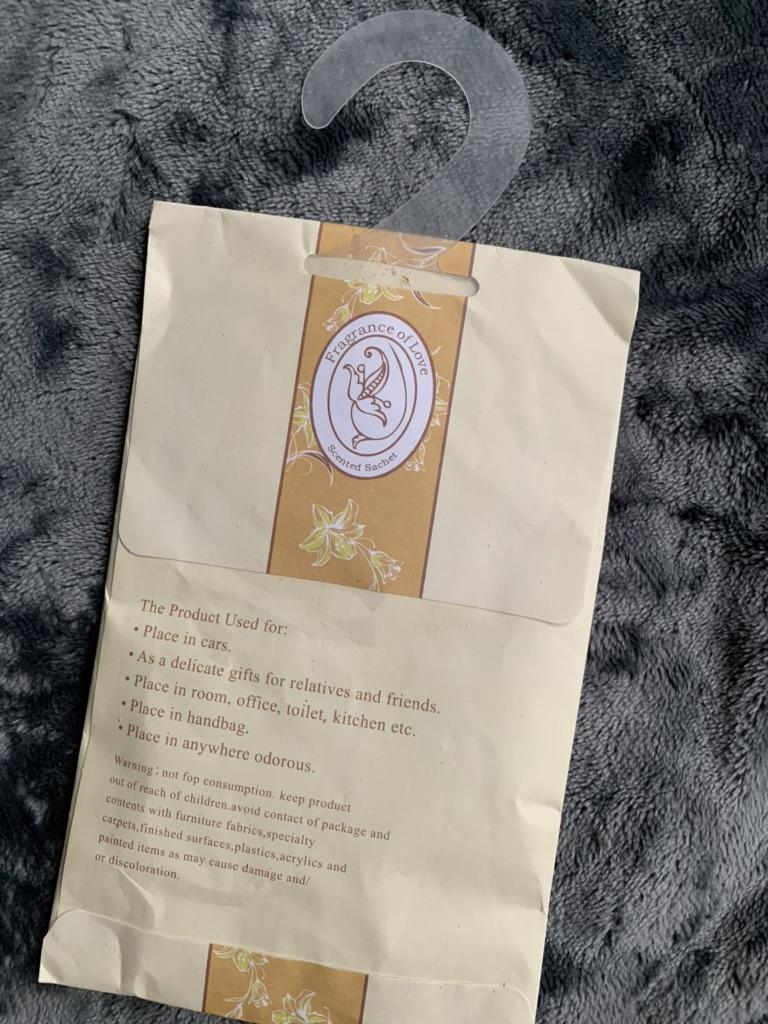 Fragrance of Love
Scented Sachet
The Product Used for:
• Place in cars.
• As a delicate gifts for relatives and friends.
• Place in room, office, toilet, kitchen etc.
• Place in handbag.
• Place in anywhere odorous.
Warning: not fop consumption. keep product
out of reach of children.avoid contact of package and
contents with furniture fabrics,specialty
carpets,finished surfaces,plastics,acrylics and
painted items as may cause damage and/
or discoloration.